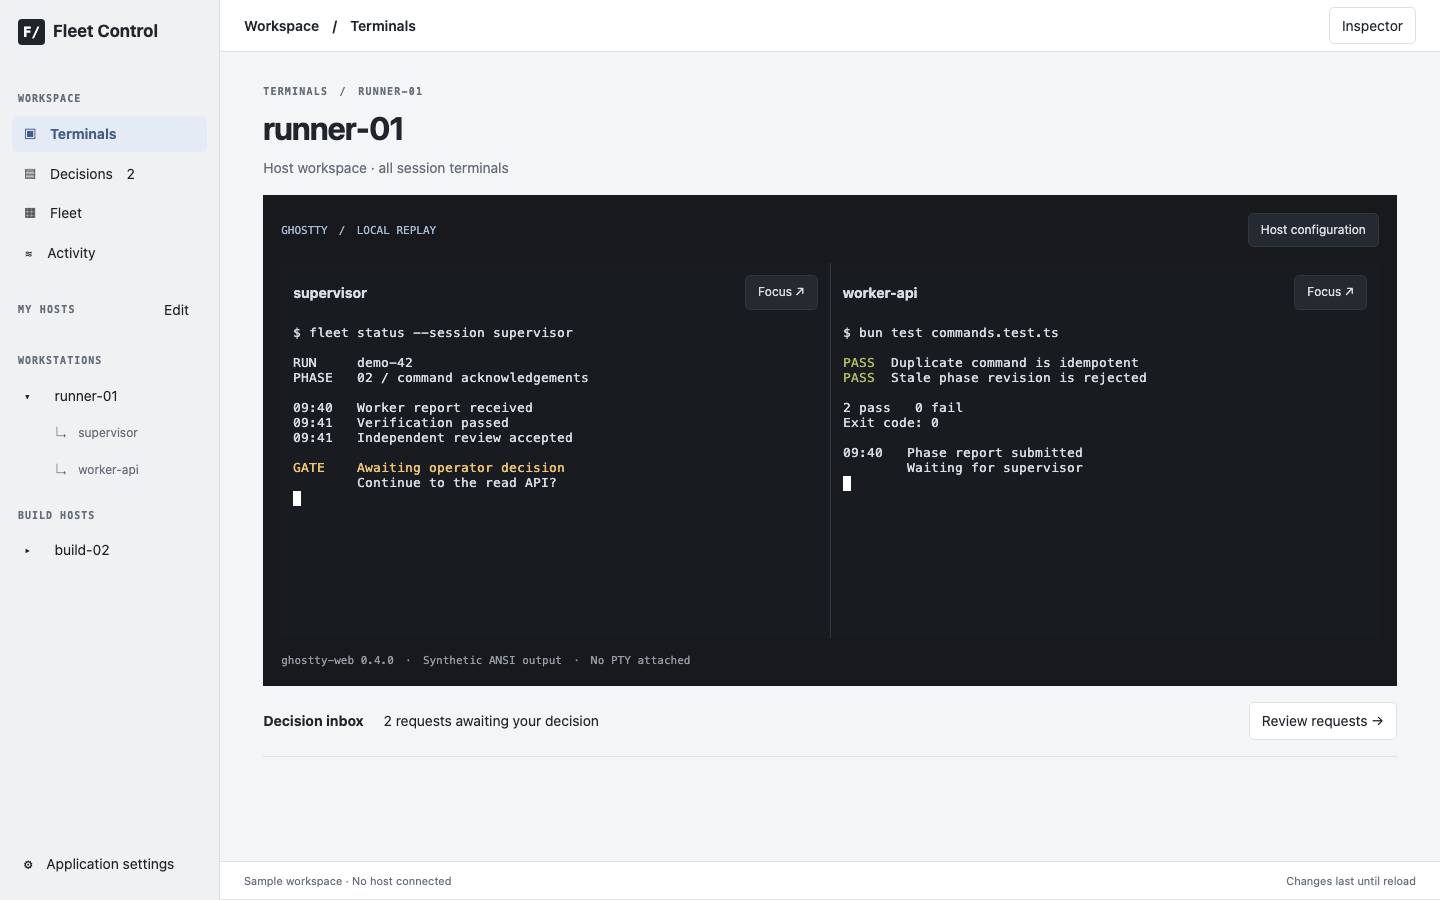 F/ Fleet Control
WORKSPACE
Terminals
Decisions 2
Fleet
Activity
MY HOSTS Edit
WORKSTATIONS
runner-01
supervisor
worker-api
BUILD HOSTS
build-02
Application settings
Workspace / Terminals
Inspector
TERMINALS / RUNNER-01
runner-01
Host workspace · all session terminals
GHOSTTY / LOCAL REPLAY
Host configuration
supervisor
Focus ↗
$ fleet status --session supervisor
RUN demo-42
PHASE 02 / command acknowledgements
09:40 Worker report received
09:41 Verification passed
09:41 Independent review accepted
GATE Awaiting operator decision
Continue to the read API?
worker-api
Focus ↗
$ bun test commands.test.ts
PASS Duplicate command is idempotent
PASS Stale phase revision is rejected
2 pass 0 fail
Exit code: 0
09:40 Phase report submitted
Waiting for supervisor
ghostty-web 0.4.0 · Synthetic ANSI output · No PTY attached
Decision inbox 2 requests awaiting your decision
Review requests →
Sample workspace · No host connected
Changes last until reload